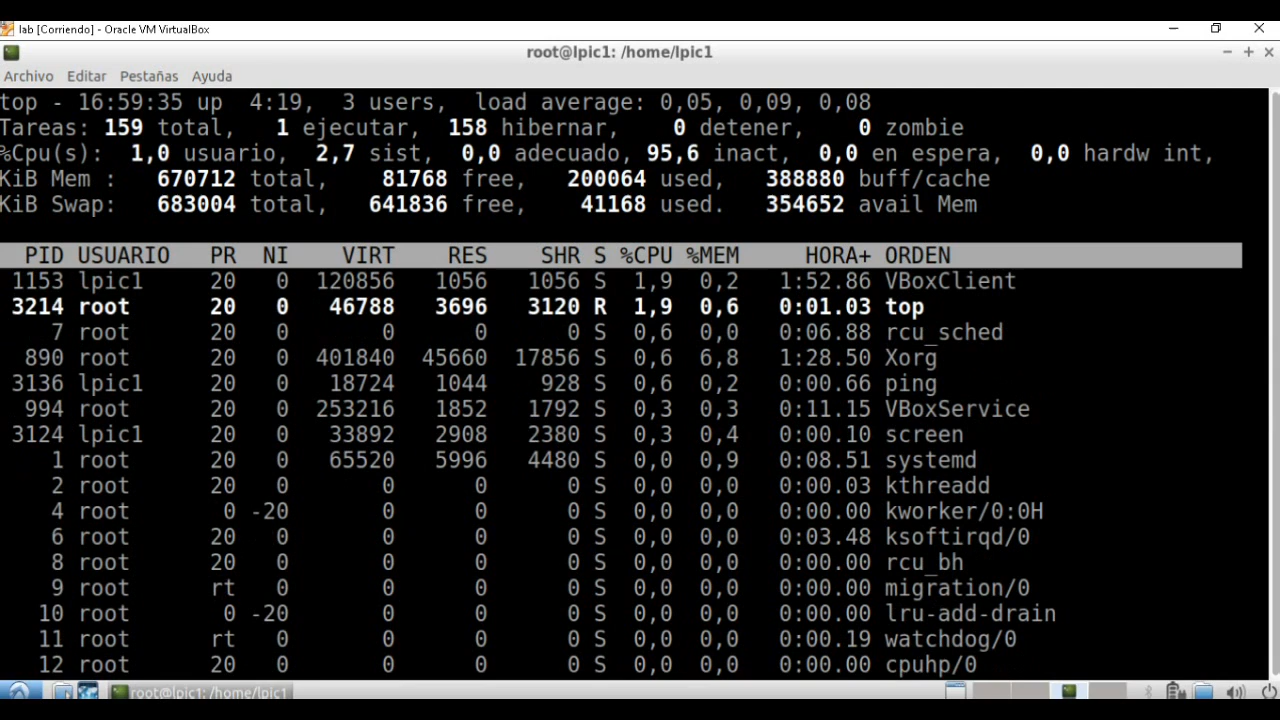 lab [Corriendo] - Oracle VM VirtualBox
root@lpic1: /home/lpic1
Archivo Editar Pestañas Ayuda
top - 16:59:35 up  4:19,  3 users,  load average: 0,05, 0,09, 0,08
Tareas: 159 total,   1 ejecutar, 158 hibernar,   0 detener,   0 zombie
%Cpu(s):  1,0 usuario,  2,7 sist,  0,0 adecuado, 95,6 inact,  0,0 en espera,  0,0 hardw int,
KiB Mem :   670712 total,    81768 free,   200064 used,   388880 buff/cache
KiB Swap:   683004 total,   641836 free,    41168 used.   354652 avail Mem
PID USUARIO   PR  NI    VIRT    RES    SHR S %CPU %MEM     HORA+ ORDEN
1153 lpic1     20   0  120856   1056   1056 S  1,9  0,2   1:52.86 VBoxClient
3214 root      20   0   46788   3696   3120 R  1,9  0,6   0:01.03 top
7 root      20   0       0      0      0 S  0,6  0,0   0:06.88 rcu_sched
890 root      20   0  401840  45660  17856 S  0,6  6,8   1:28.50 Xorg
3136 lpic1     20   0   18724   1044    928 S  0,6  0,2   0:00.66 ping
994 root      20   0  253216   1852   1792 S  0,3  0,3   0:11.15 VBoxService
3124 lpic1     20   0   33892   2908   2380 S  0,3  0,4   0:00.10 screen
1 root      20   0   65520   5996   4480 S  0,0  0,9   0:08.51 systemd
2 root      20   0       0      0      0 S  0,0  0,0   0:00.03 kthreadd
4 root       0 -20       0      0      0 S  0,0  0,0   0:00.00 kworker/0:0H
6 root      20   0       0      0      0 S  0,0  0,0   0:03.48 ksoftirqd/0
8 root      20   0       0      0      0 S  0,0  0,0   0:00.00 rcu_bh
9 root      rt   0       0      0      0 S  0,0  0,0   0:00.00 migration/0
10 root       0 -20       0      0      0 S  0,0  0,0   0:00.00 lru-add-drain
11 root      rt   0       0      0      0 S  0,0  0,0   0:00.19 watchdog/0
12 root      20   0       0      0      0 S  0,0  0,0   0:00.00 cpuhp/0
root@lpic1: /home/lpic1